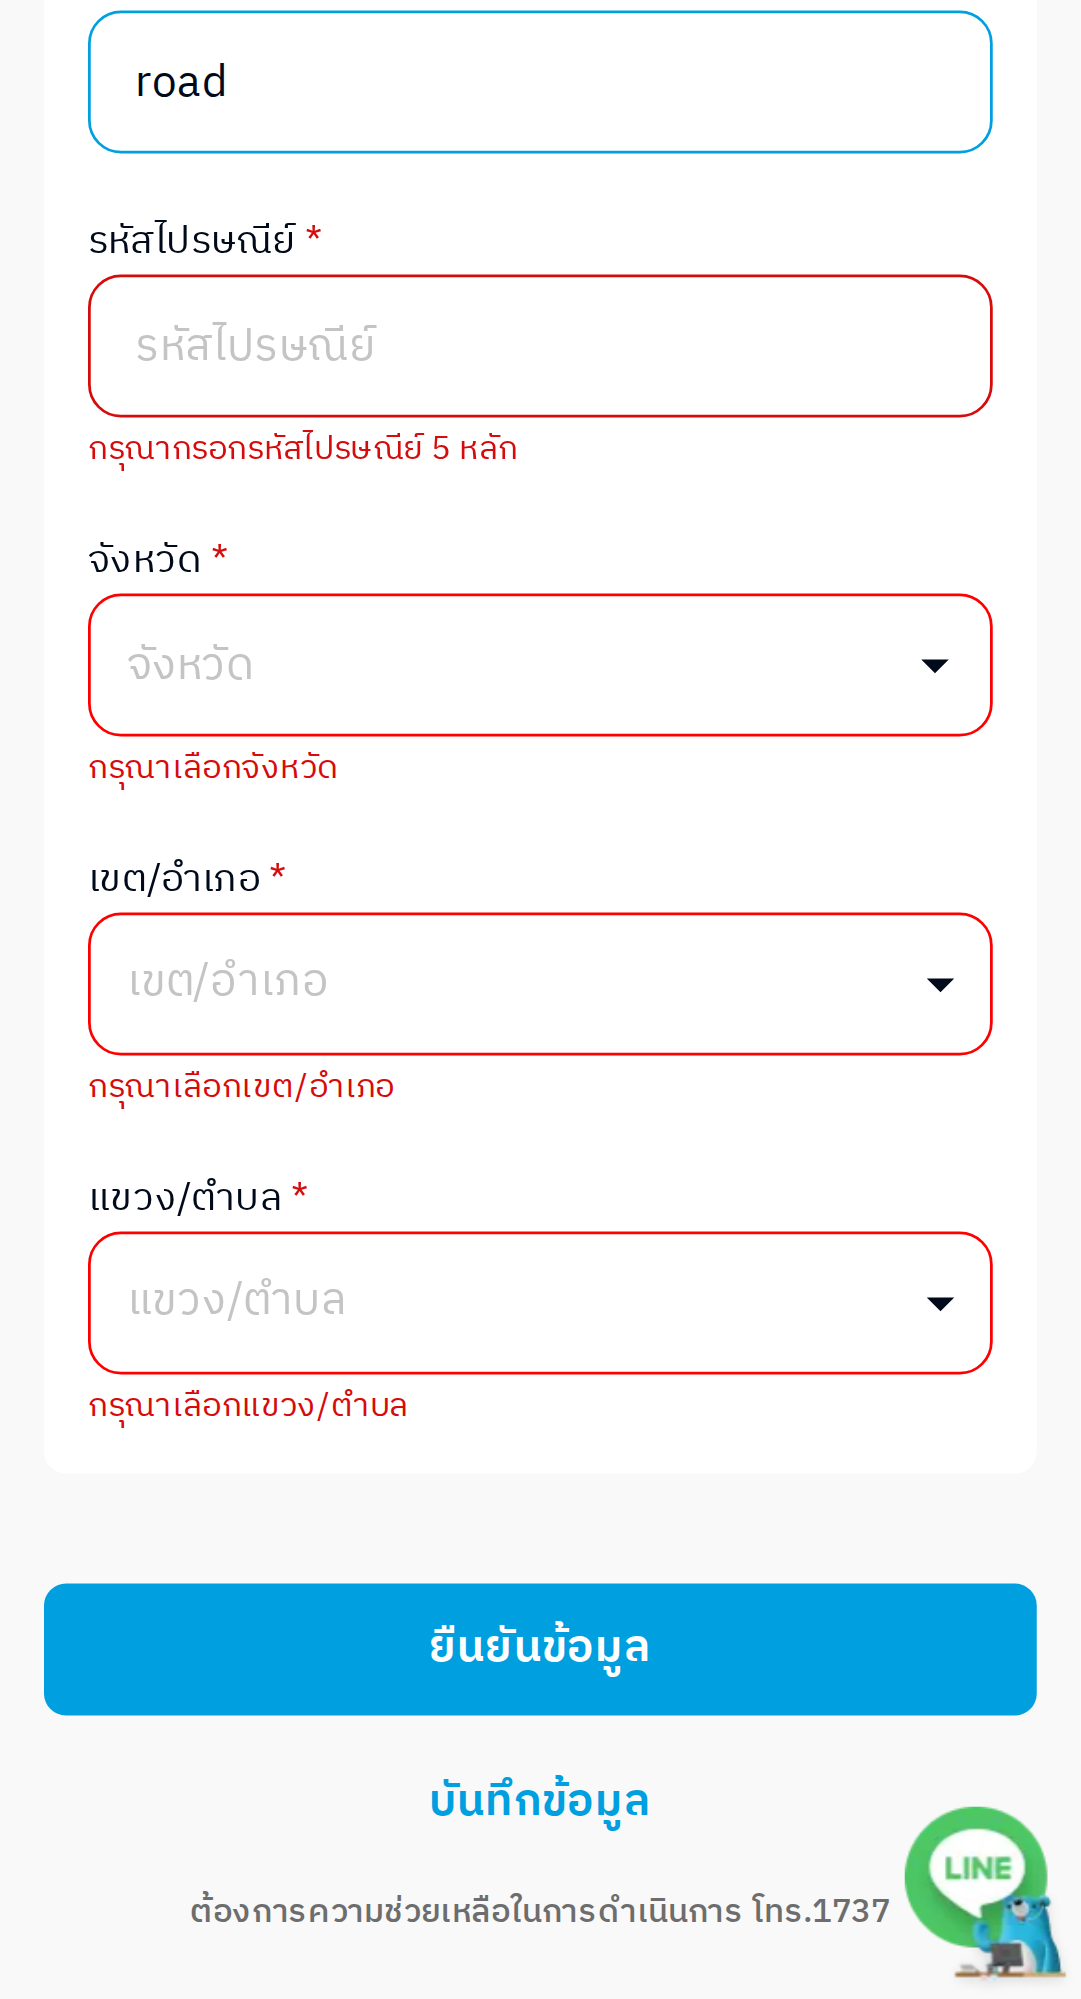 road
รหัสไปรษณีย์ *
รหัสไปรษณีย์
กรุณากรอกรหัสไปรษณีย์ 5 หลัก
จังหวัด *
จังหวัด
กรุณาเลือกจังหวัด
เขต/อำเภอ *
เขต/อำเภอ
กรุณาเลือกเขต/อำเภอ
แขวง/ตำบล *
แขวง/ตำบล
กรุณาเลือกแขวง/ตำบล
ยืนยันข้อมูล
บันทึกข้อมูล
LINE
ต้องการความช่วยเหลือในการดำเนินการ โทร.1737